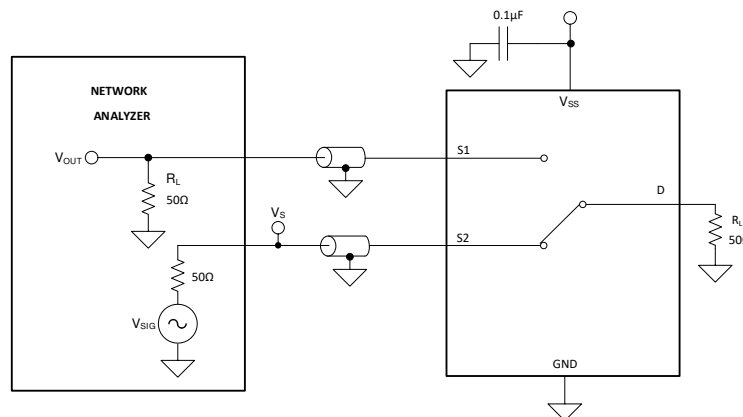 0.1µF
NETWORK
ANALYZER
VSS
VOUT
S1
RL
50Ω
D
VS
RL
S2
50Ω
VSIG
GND